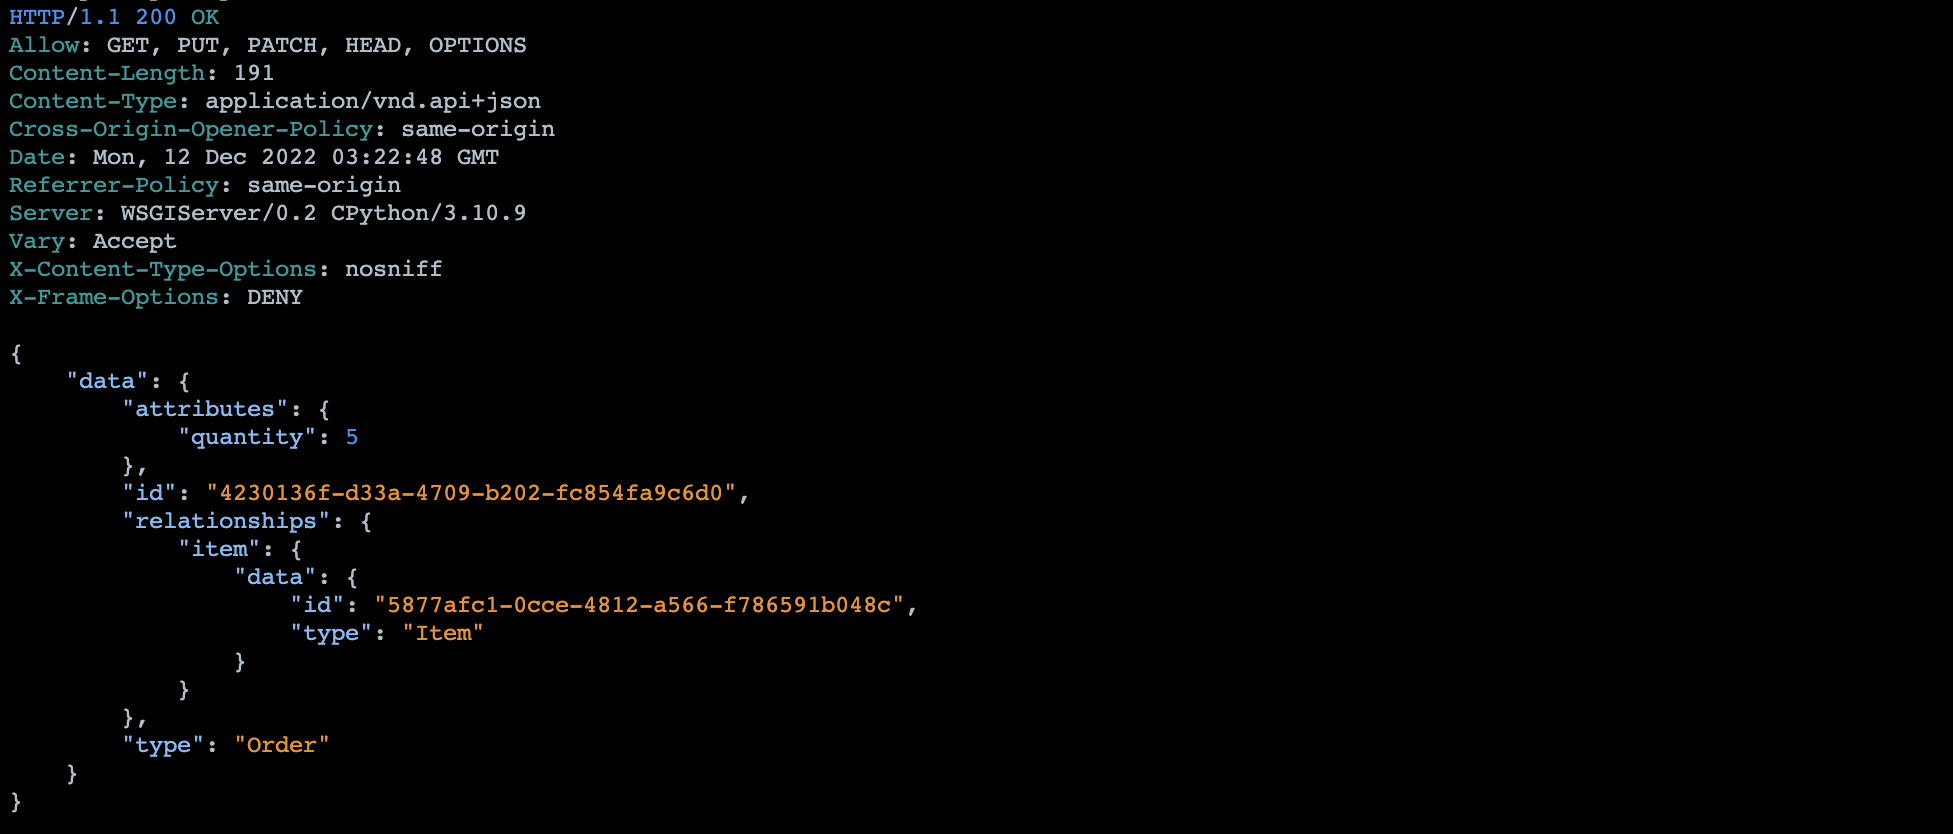 HTTP/1.1 200 OK
Allow: GET, PUT, PATCH, HEAD, OPTIONS
Content-Length: 191
Content-Type: application/vnd.api+json
Cross-Origin-Opener-Policy: same-origin
Date: Mon, 12 Dec 2022 03:22:48 GMT
Referrer-Policy: same-origin
Server: WSGIServer/0.2 CPython/3.10.9
Vary: Accept
X-Content-Type-Options: nosniff
X-Frame-Options: DENY

{
    "data": {
        "attributes": {
            "quantity": 5
        },
        "id": "4230136f-d33a-4709-b202-fc854fa9c6d0",
        "relationships": {
            "item": {
                "data": {
                    "id": "5877afc1-0cce-4812-a566-f786591b048c",
                    "type": "Item"
                }
            }
        },
        "type": "Order"
    }
}